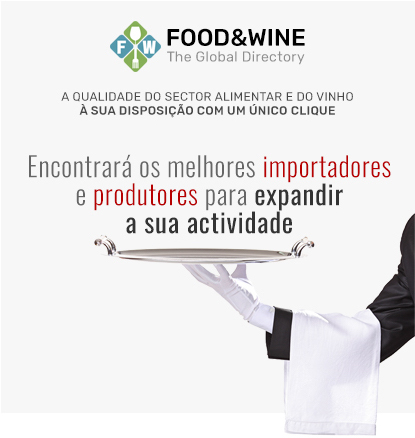 F W
FOOD&WINE
The Global Directory
A QUALIDADE DO SECTOR ALIMENTAR E DO VINHO
À SUA DISPOSIÇÃO COM UM ÚNICO CLIQUE
Encontrará os melhores importadores
e produtores para expandir
a sua actividade